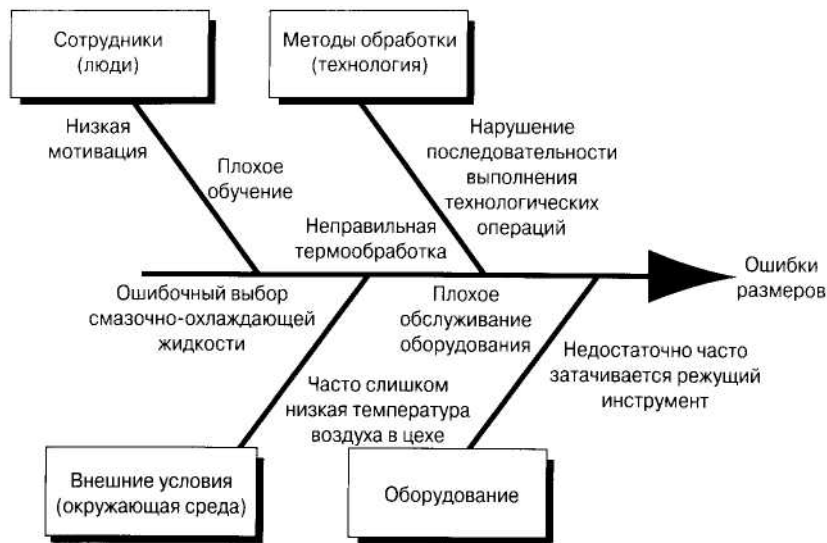 Сотрудники
(люди)
Методы обработки
(технология)
Низкая
мотивация
Плохое
обучение
Нарушение
последовательности
выполнения
технологических
операций
Неправильная
термообработка
Ошибки
размеров
Ошибочный выбор
смазочно-охлаждающей
жидкости
Плохое
обслуживание
оборудования
Недостаточно часто
затачивается режущий
инструмент
Часто слишком
низкая температура
воздуха в цехе
Внешние условия
(окружающая среда)
Оборудование